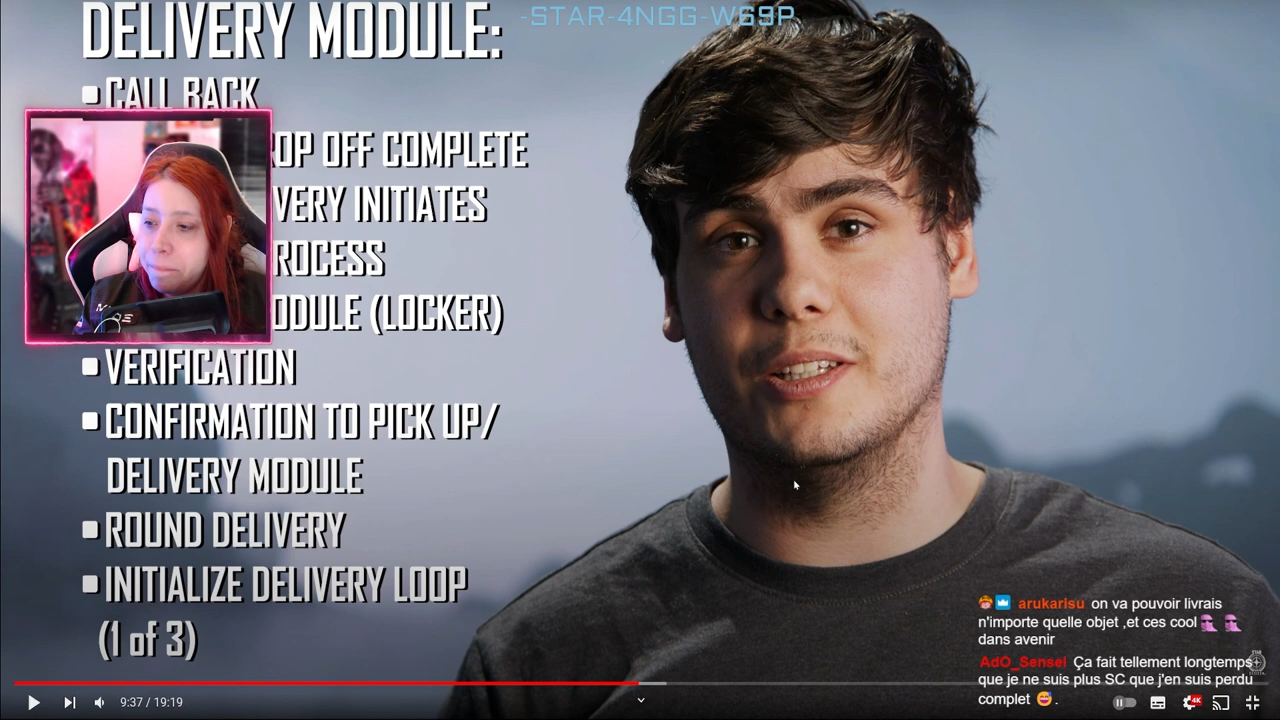 -STAR-4NGG-W69P
DELIVERY MODULE:
CALL BACK
OP OFF COMPLETE
VERY INITIATES
ROCESS
ODULE (LOCKER)
VERIFICATION
CONFIRMATION TO PICK UP/
DELIVERY MODULE
ROUND DELIVERY
INITIALIZE DELIVERY LOOP
(1 of 3)
arukarisu on va pouvoir livrais
n'importe quelle objet ,et ces cool
dans avenir
AdO_Sensei Ça fait tellement longtemps
que je ne suis plus SC que j'en suis perdu
complet 😅.
9:37 / 19:19
4K